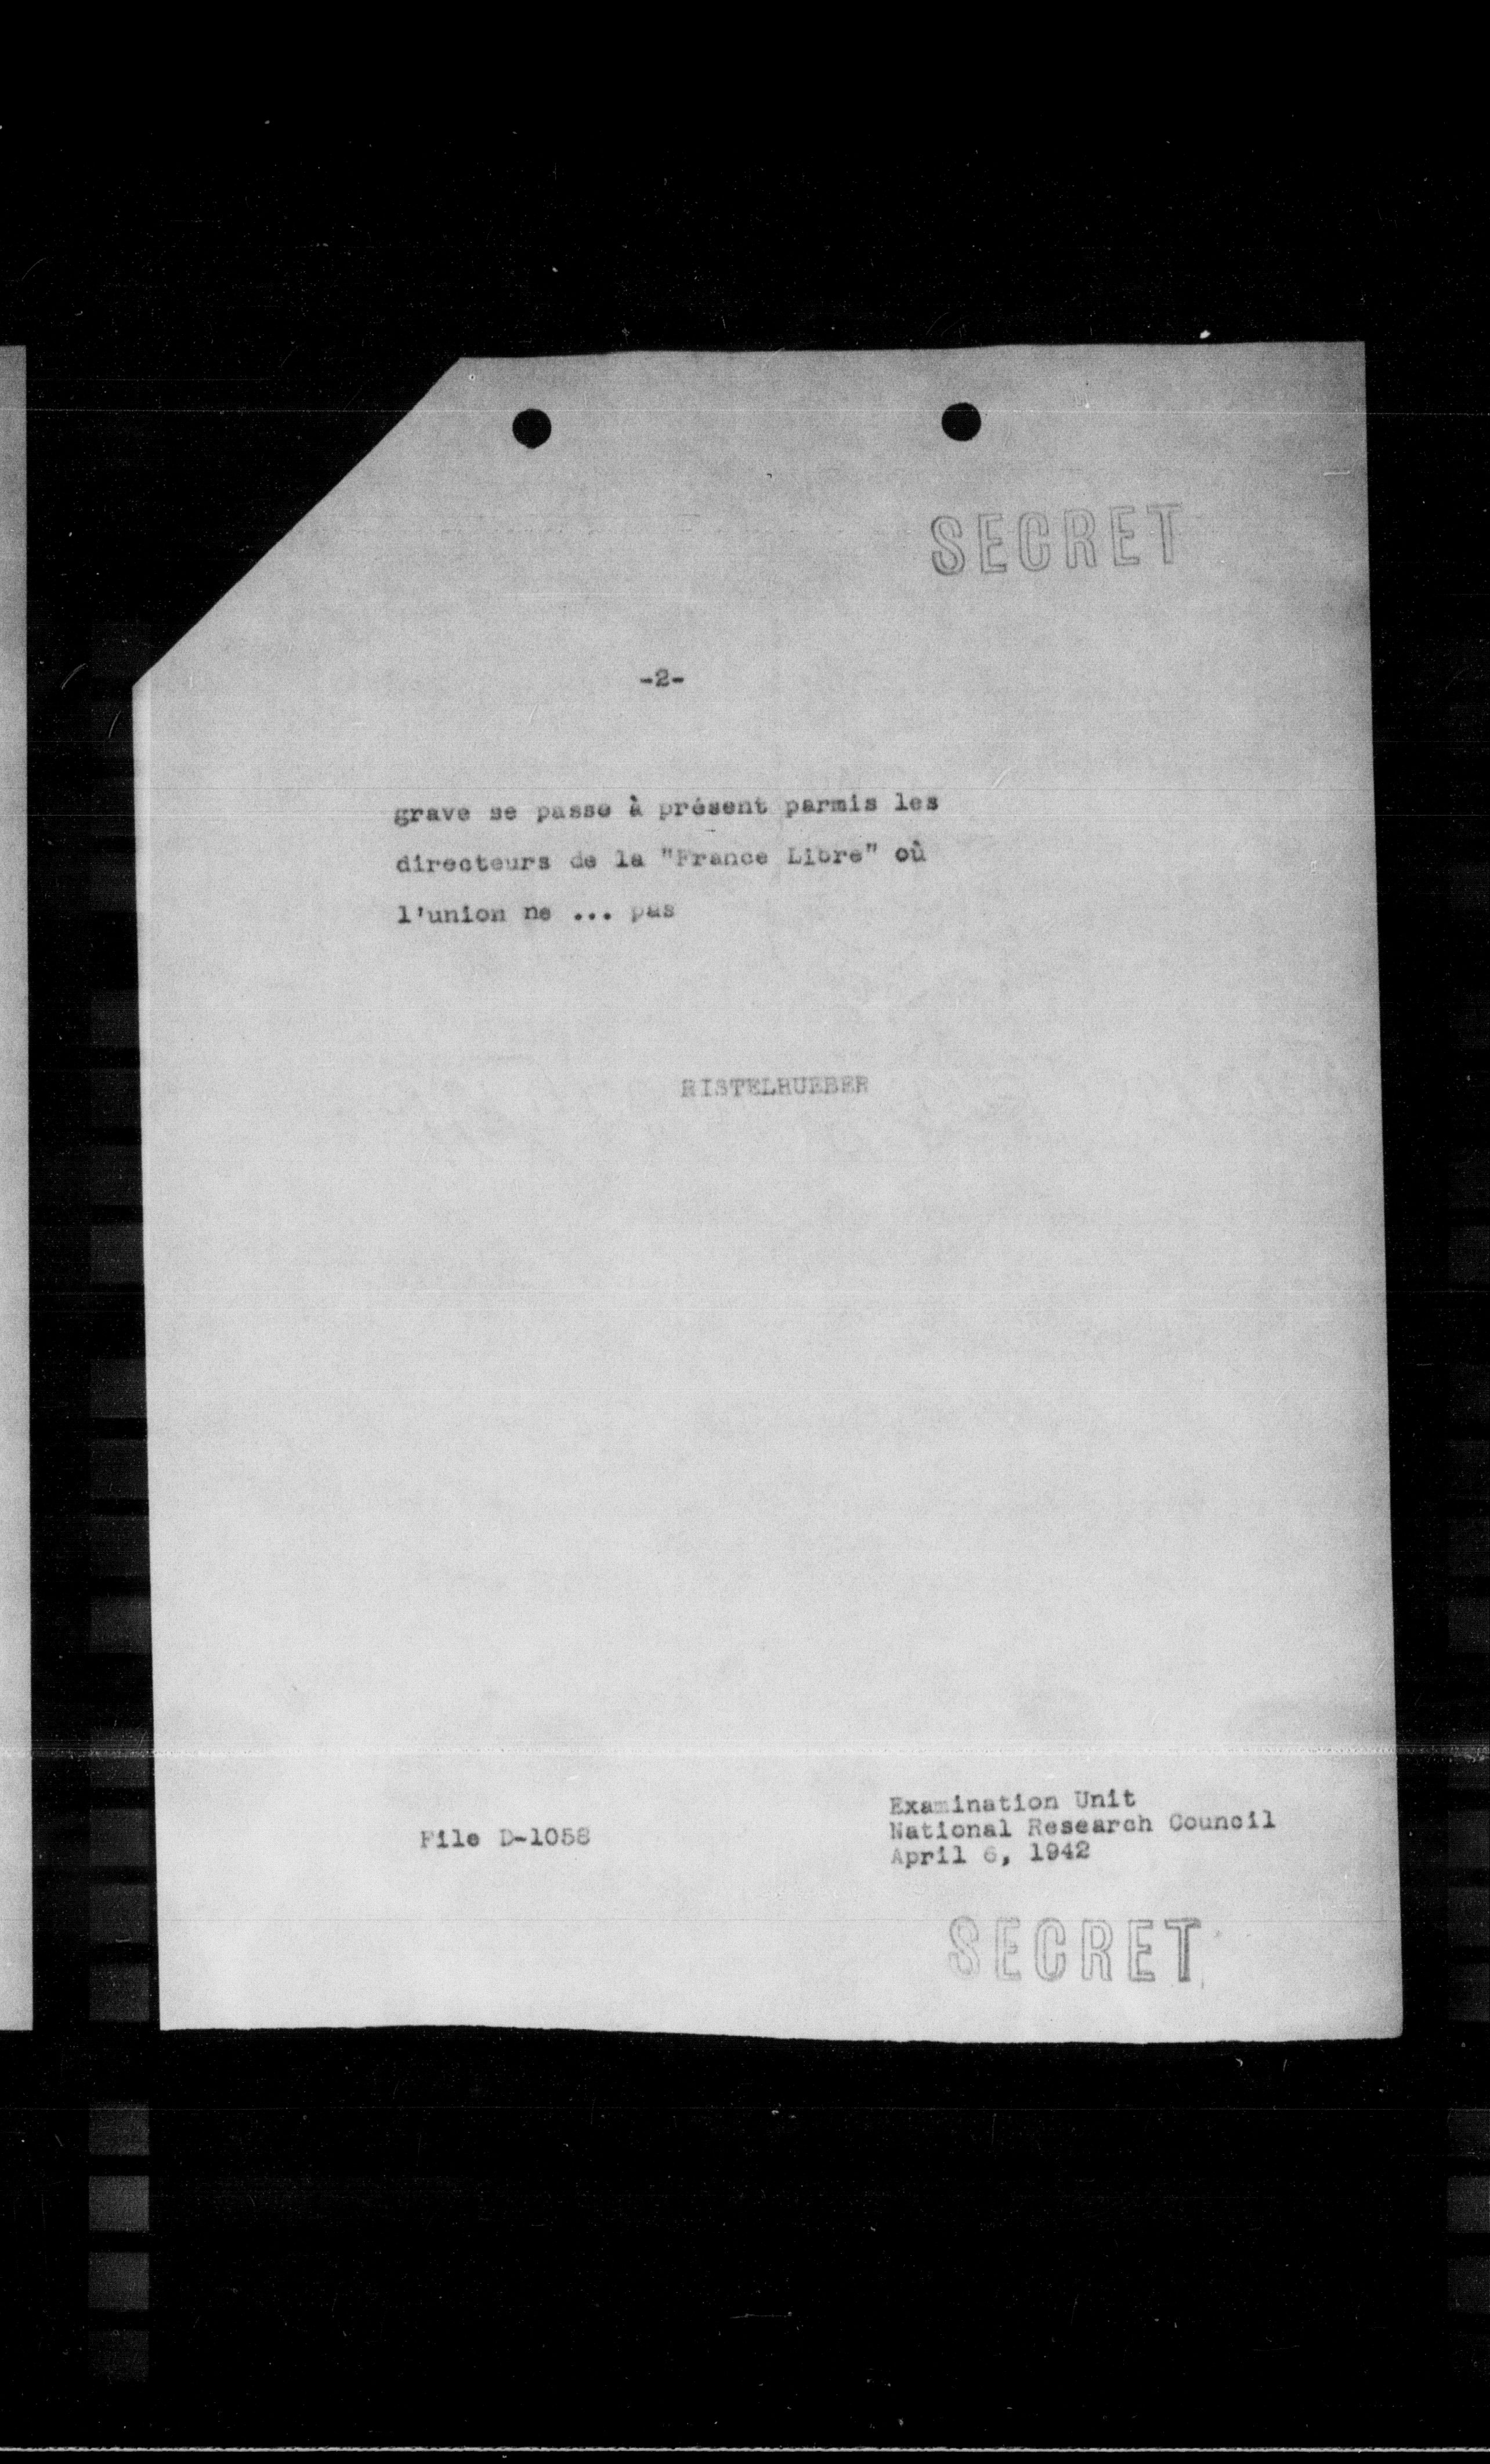 SECRET
-2-
grave se passe à présent parmis les
directeurs de la "France Libre" où
l'union ne ... pas
RISTELHUEBER
File D-1058
Examination Unit
National Research Council
April 6, 1942
SECRET